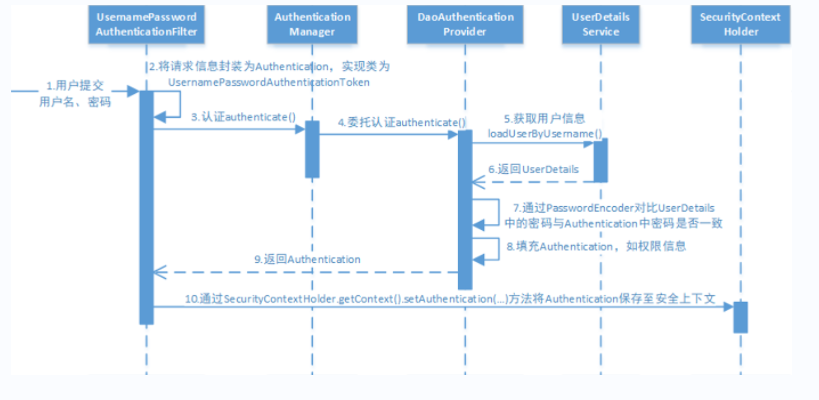 UsernamePassword
AuthenticationFilter
Authentication
Manager
DaoAuthentication
Provider
UserDetails
Service
SecurityContext
Holder
1.用户提交
用户名、密码
2.将请求信息封装为Authentication，实现类为
UsernamePasswordAuthenticationToken
3.认证authenticate()
4.委托认证authenticate()
5.获取用户信息
loadUserByUsername()
6.返回UserDetails
7.通过PasswordEncoder对比UserDetails
中的密码与Authentication中密码是否一致
8.填充Authentication，如权限信息
9.返回Authentication
10.通过SecurityContextHolder.getContext().setAuthentication(...)方法将Authentication保存至安全上下文